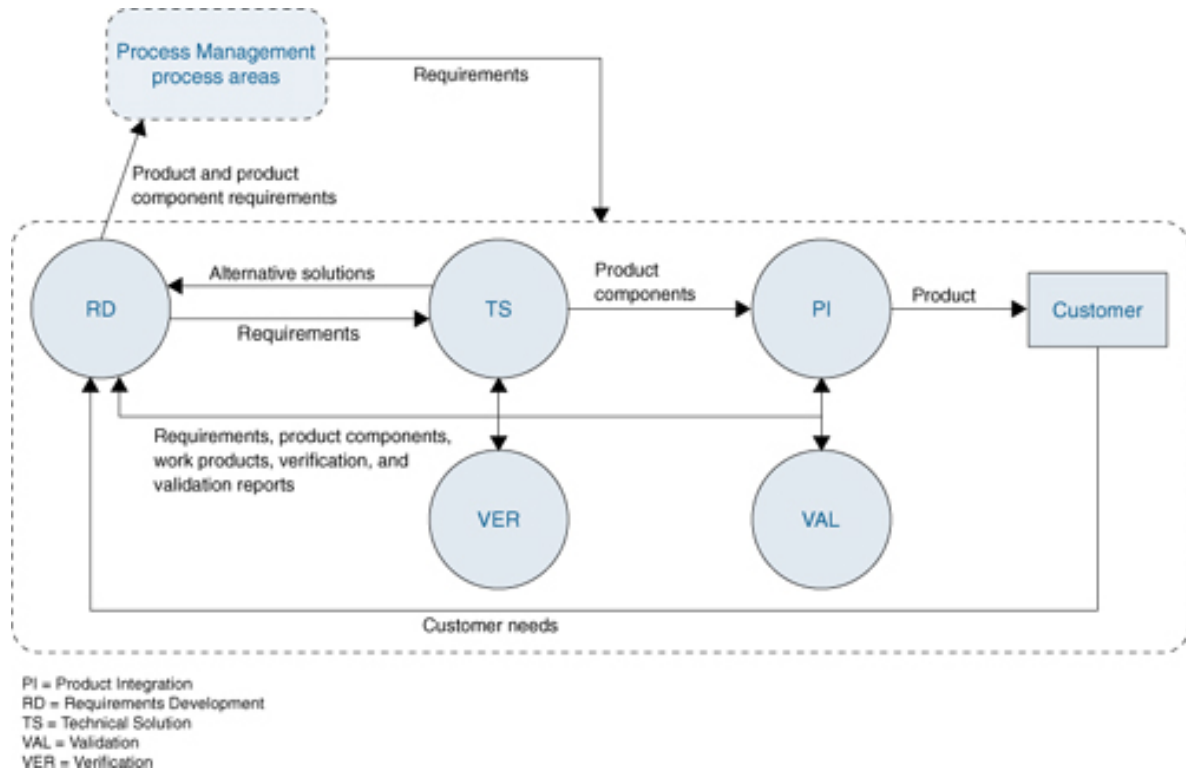 Process Management
process areas
Requirements
Product and product
component requirements
RD
Alternative solutions
Requirements
TS
Product
components
PI
Product
Customer
Requirements, product components,
work products, verification, and
validation reports
VER
VAL
Customer needs
PI = Product Integration
RD = Requirements Development
TS = Technical Solution
VAL = Validation
VER = Verification